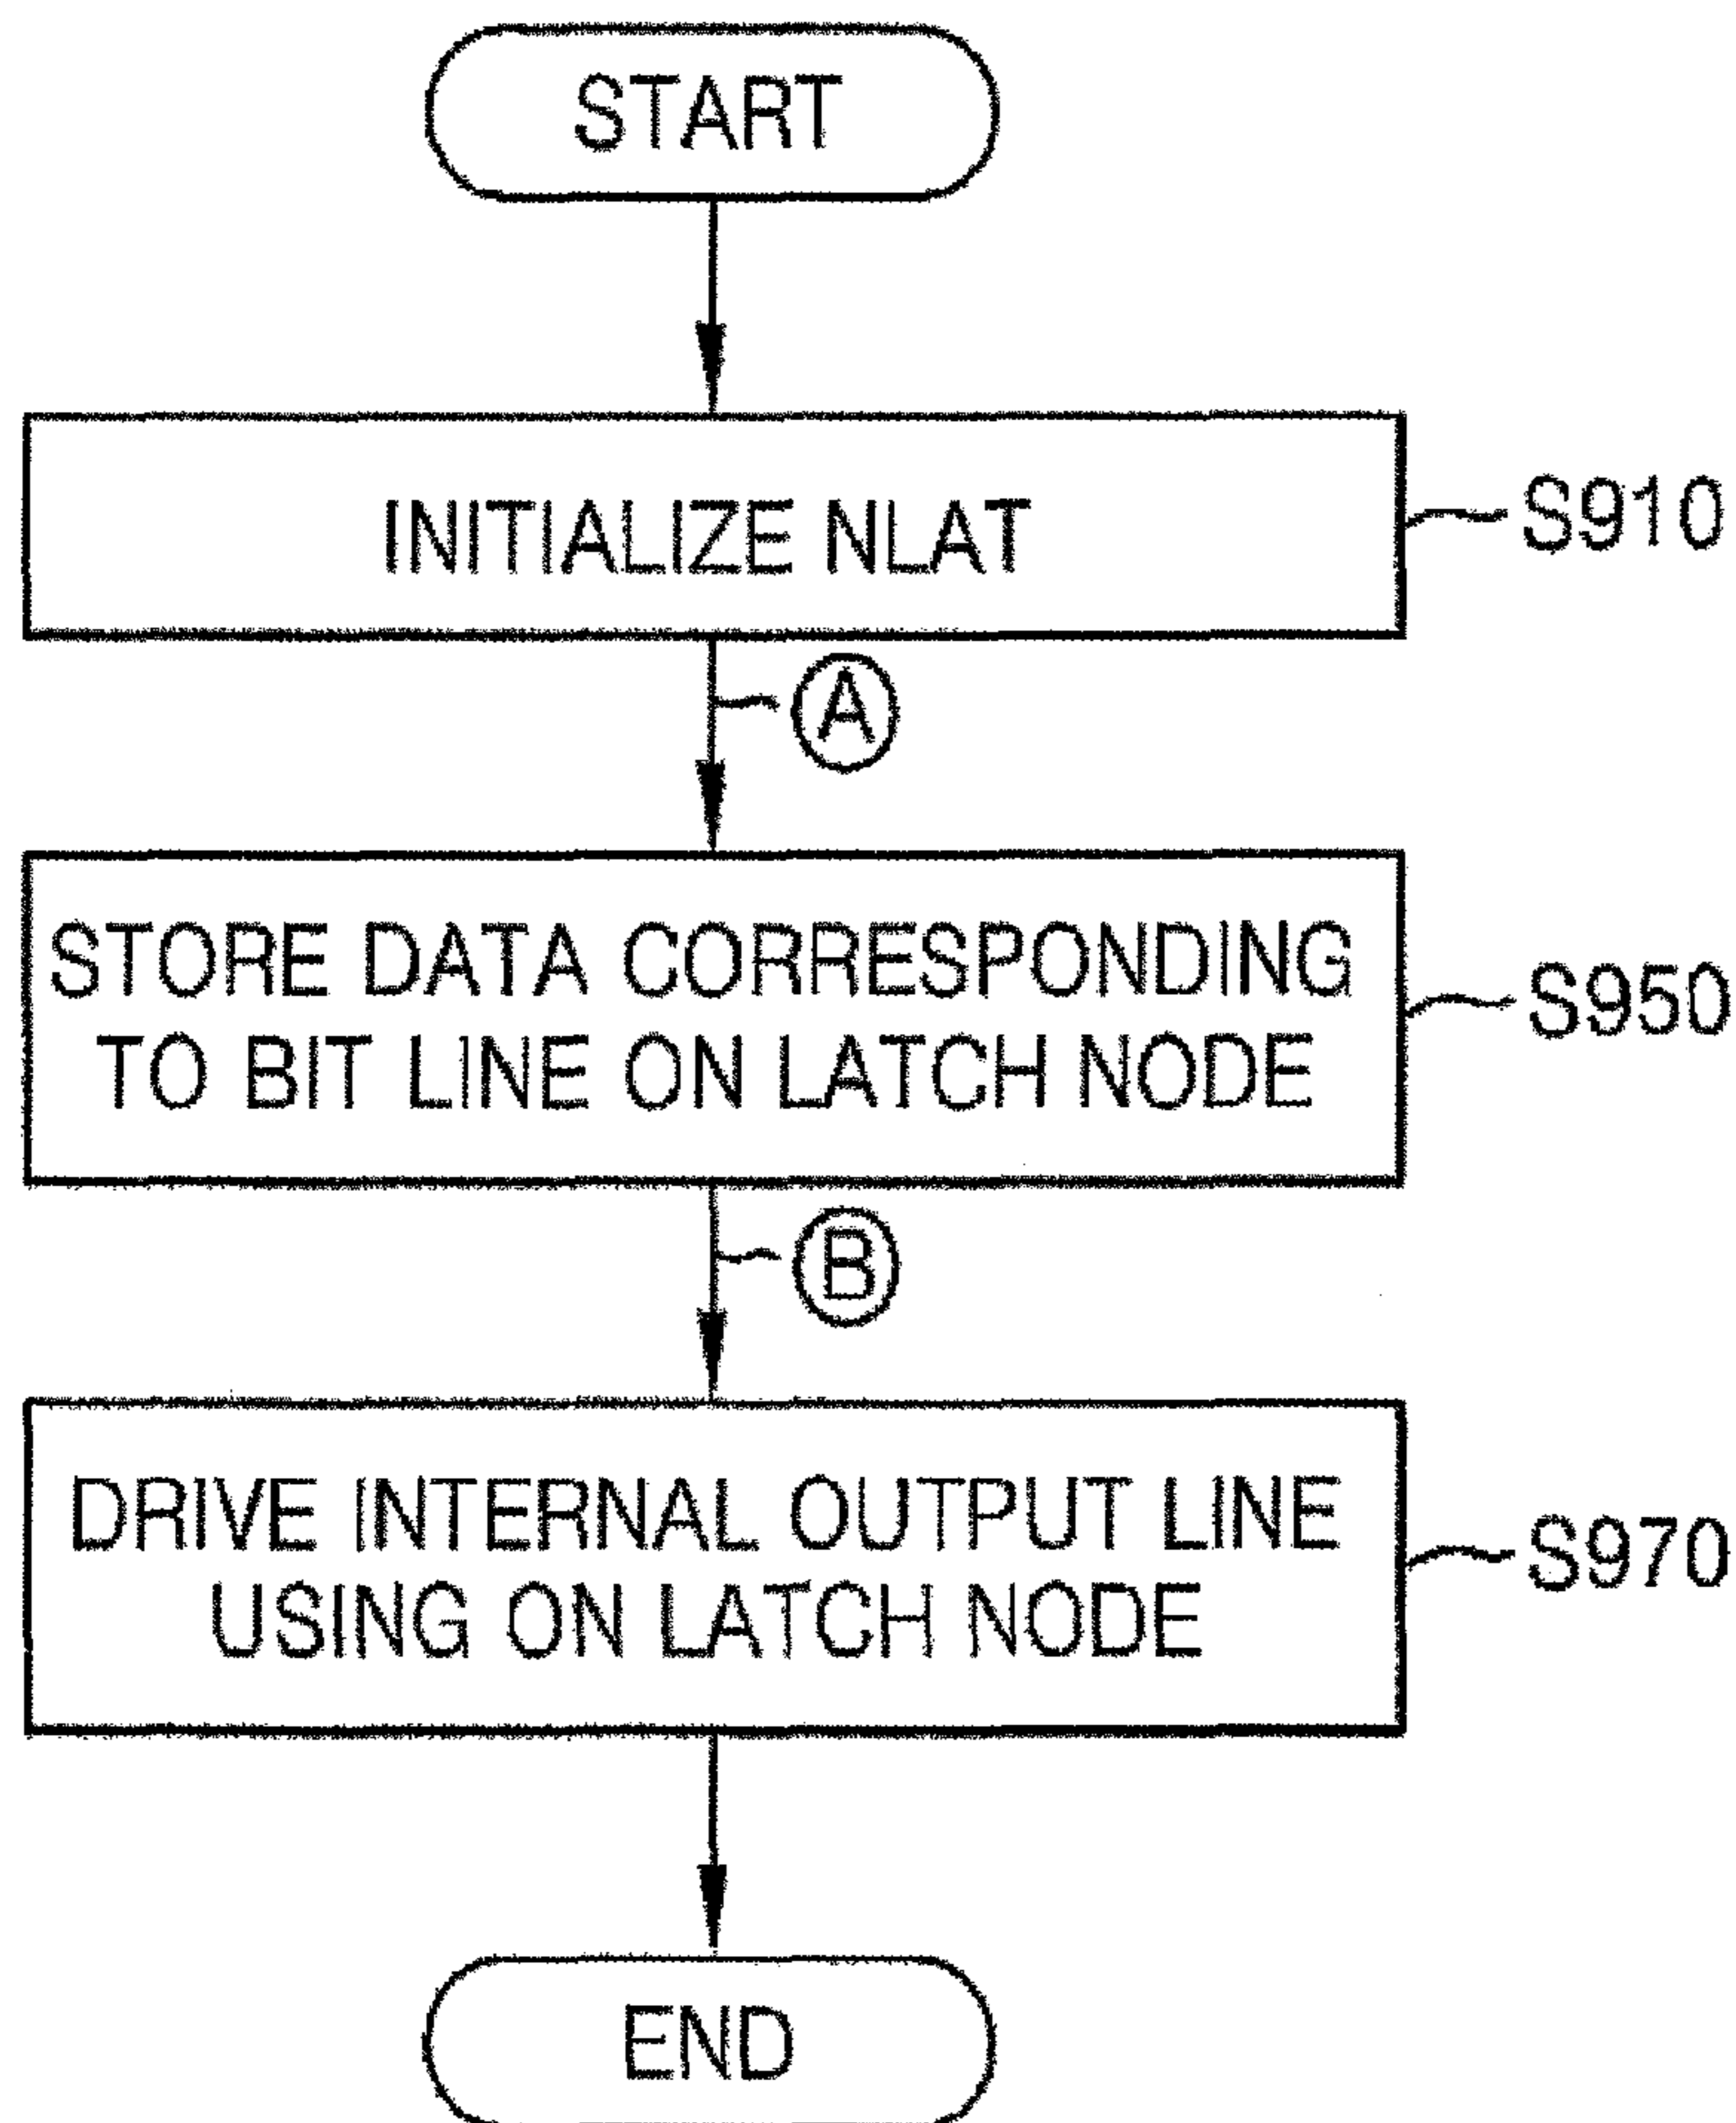 START
INITIALIZE NLAT
S910
A
STORE DATA CORRESPONDING
TO BIT LINE ON LATCH NODE
S950
B
DRIVE INTERNAL OUTPUT LINE
USING ON LATCH NODE
S970
END